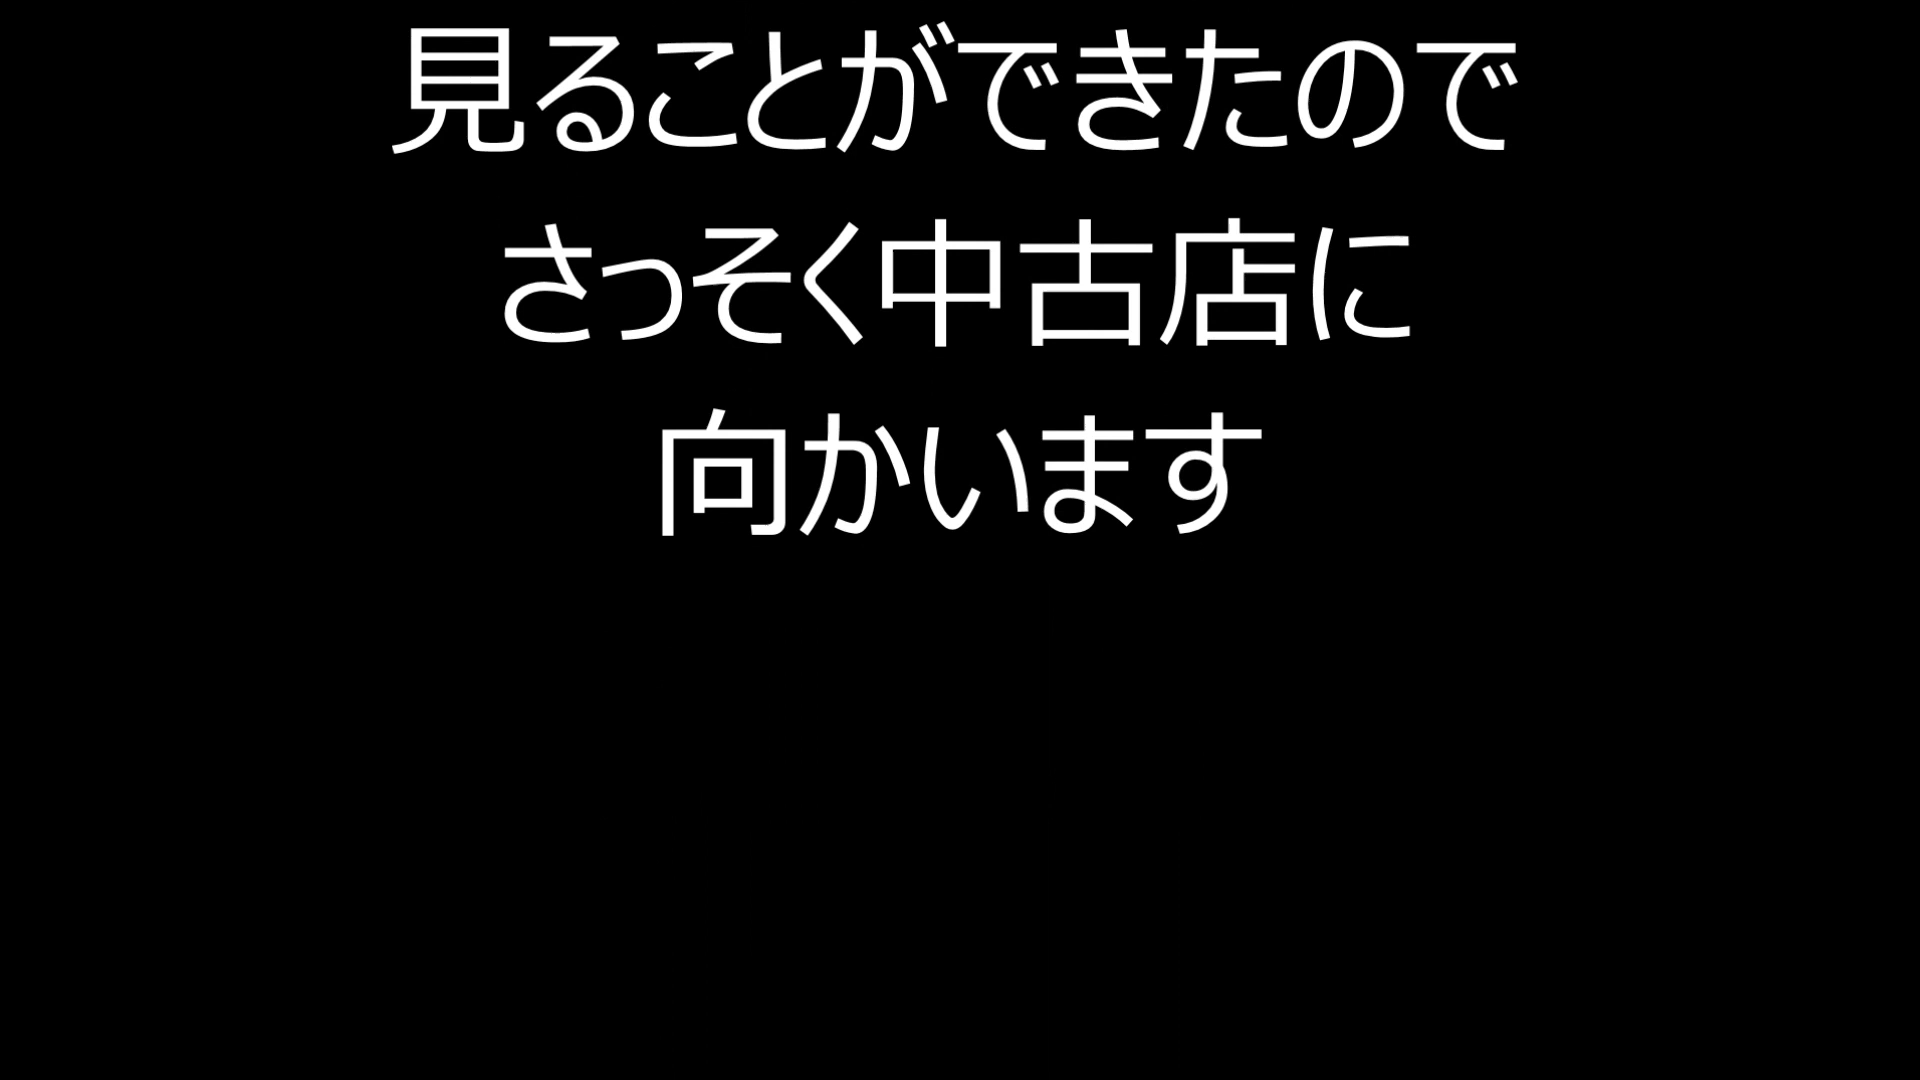 見ることができたので
さっそく中古店に
向かいます